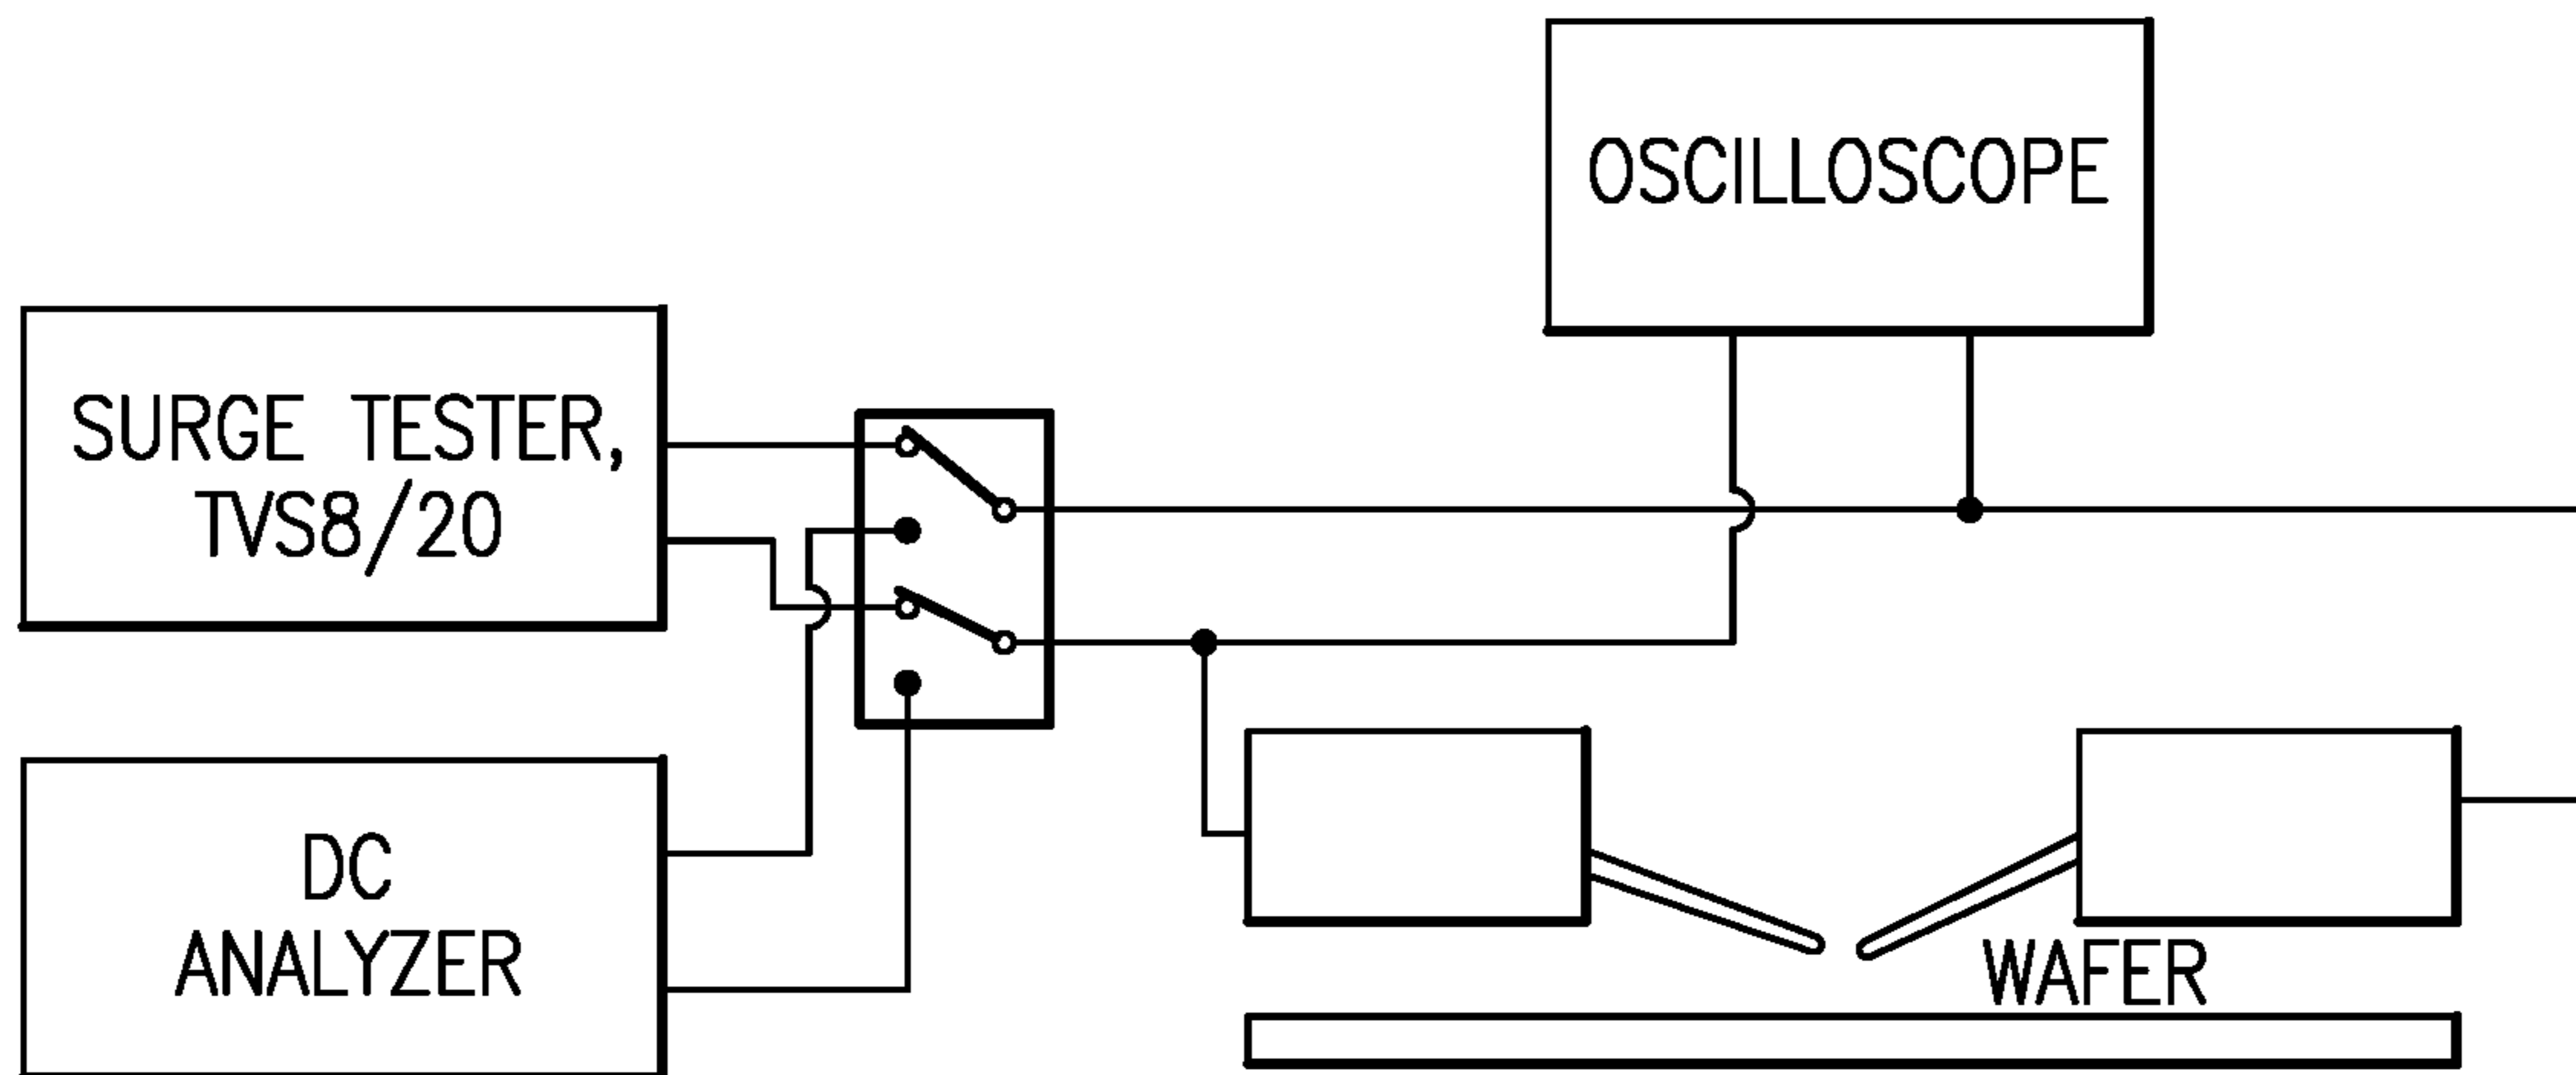 OSCILLOSCOPE
SURGE TESTER,
TVS8/20
DC
ANALYZER
WAFER